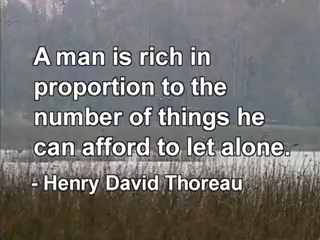 A man is rich in
proportion to the
number of things he
can afford to let alone.
- Henry David Thoreau